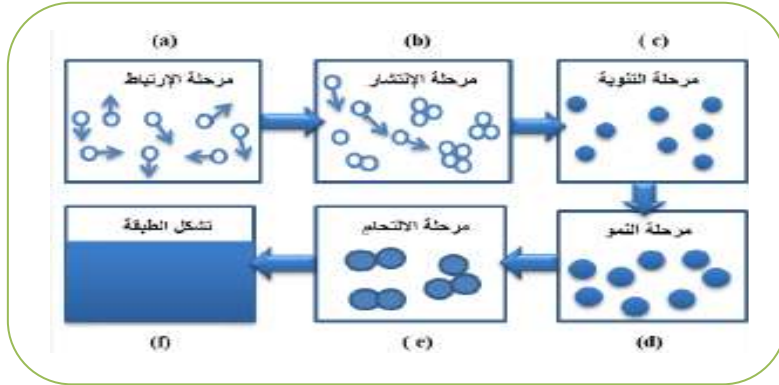 (a)
(b)
( c)
مرحلة الإرتباط
مرحلة الإنتشار
مرحلة التنوية
تشكل الطبقة
مرحلة الالتحام
مرحلة النمو
(f)
( e)
(d)